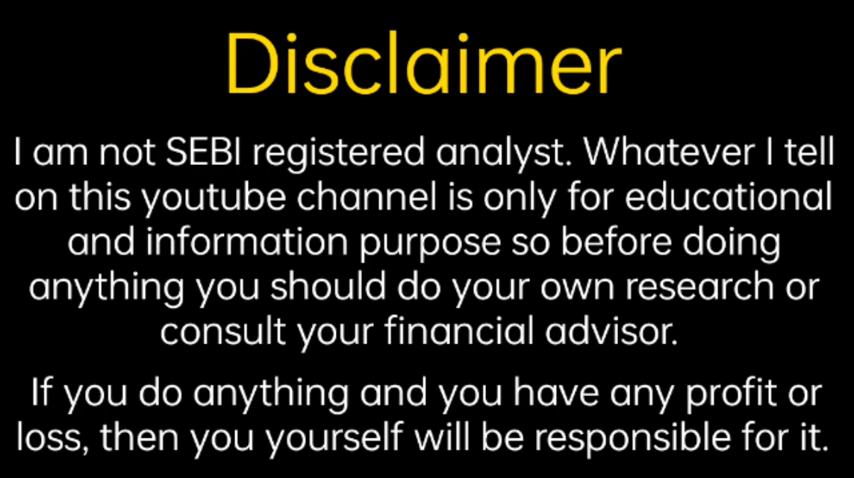 Disclaimer
I am not SEBI registered analyst. Whatever I tell
on this youtube channel is only for educational
and information purpose so before doing
anything you should do your own research or
consult your financial advisor.
If you do anything and you have any profit or
loss, then you yourself will be responsible for it.